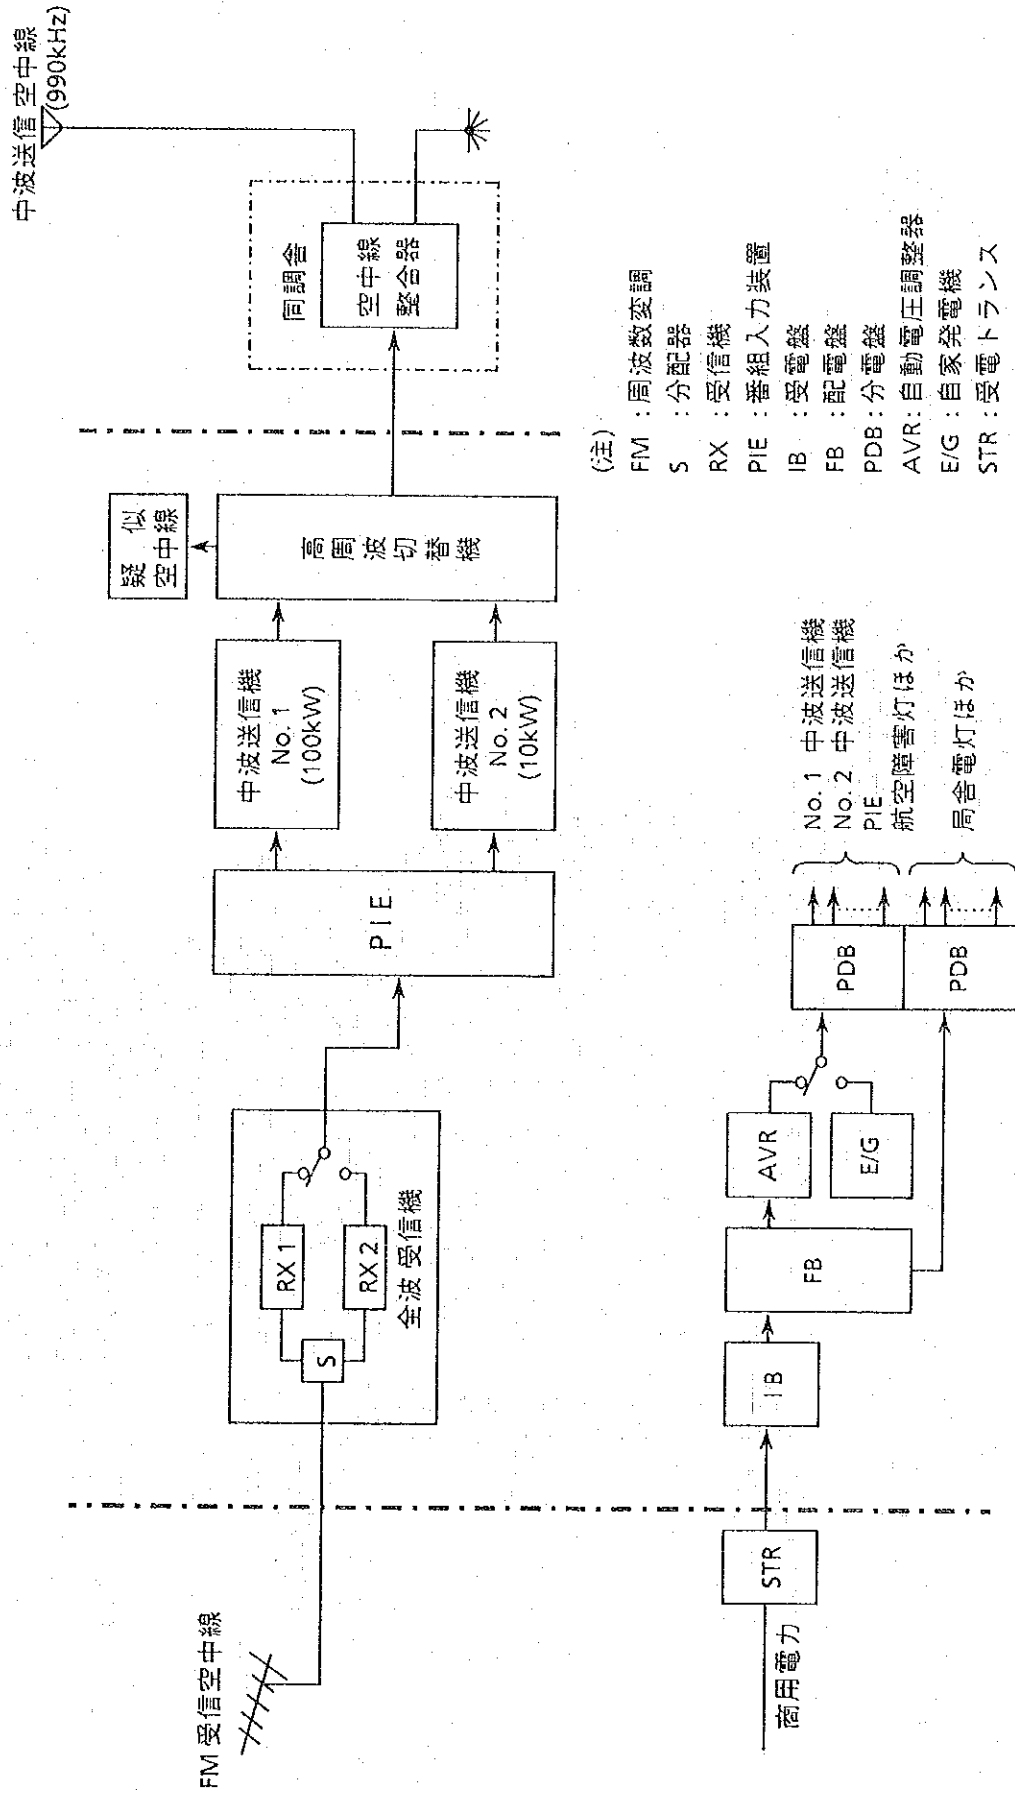 中波送信空中線
(990kHz)
FM 受信空中線
S
RX 1
RX 2
全波受信機
PIE
中波送信機
No. 1
(100kW)
中波送信機
No. 2
(10kW)
疑似
空中線
高周波切替機
同調舎
空中線
整合器
商用電力
STR
IB
FB
AVR
E/G
PDB
PDB
No. 1 中波送信機
No. 2 中波送信機
PIE
航空障害灯ほか
局舎電灯ほか
(注)
FM :周波数変調
S :分配器
RX :受信機
PIE :番組入力装置
IB :受電盤
FB :配電盤
PDB:分電盤
AVR:自動電圧調整器
E/G :自家発電機
STR :受電トランス